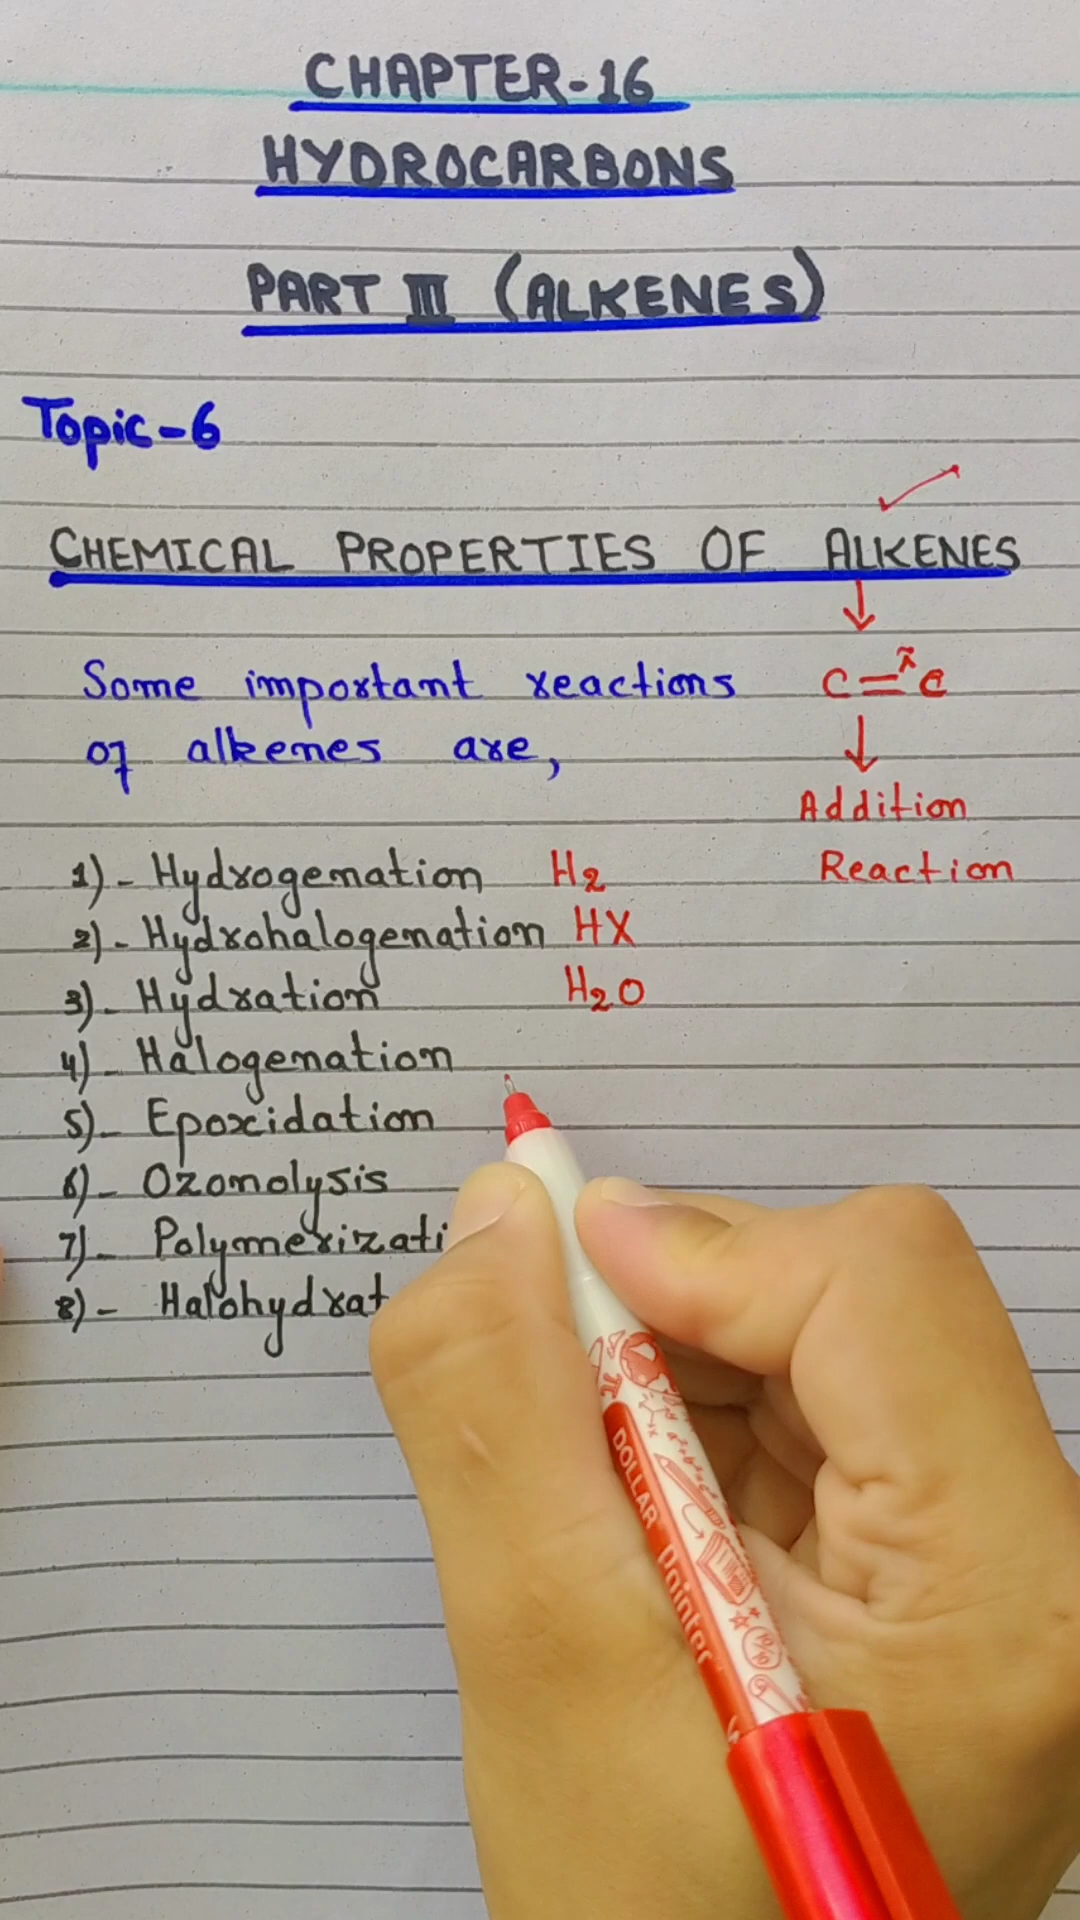 CHAPTER-16
HYDROCARBONS
PART III (ALKENES)
Topic-6
CHEMICAL PROPERTIES OF ALKENES
Some important reactions
of alkenes are,
C=C
π
Addition
Reaction
1)- Hydrogenation H₂
2)- Hydrohalogenation HX
3)- Hydration H₂O
4)- Halogenation
5)- Epoxidation
6)- Ozonolysis
7)- Polymerizati
8)- Halohydrat
DOLLAR pointer